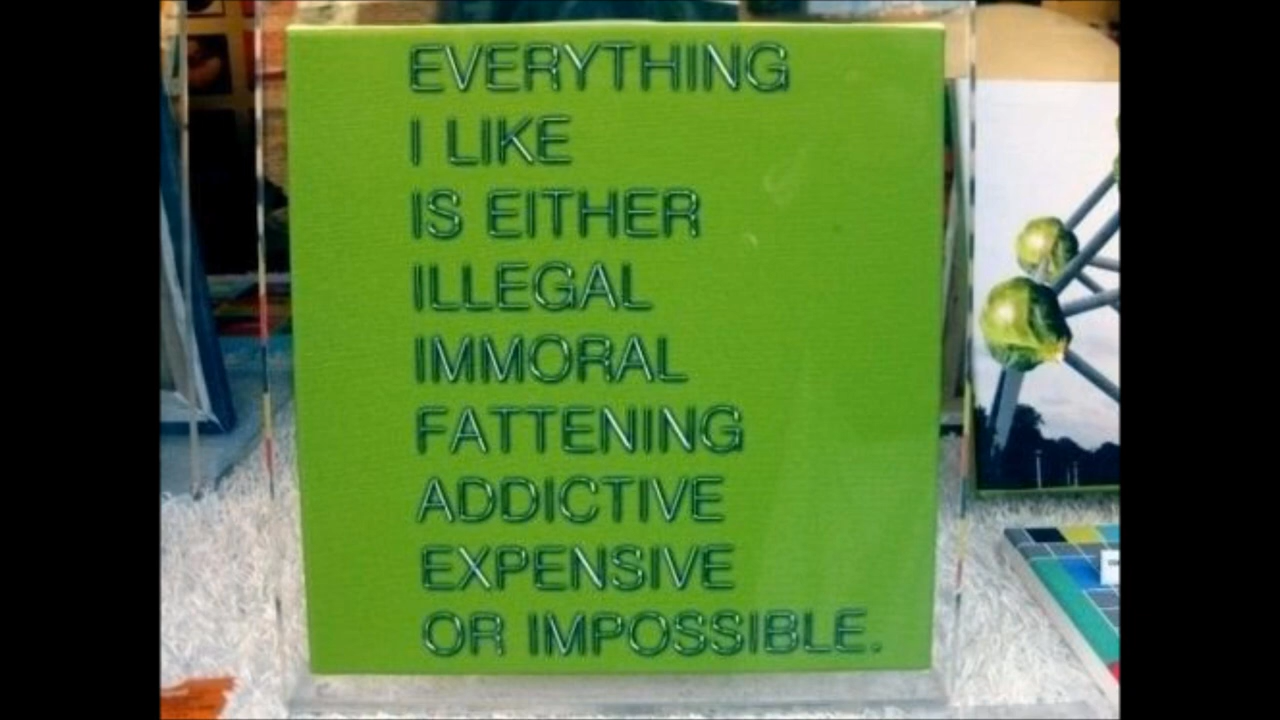 EVERYTHING
I LIKE
IS EITHER
ILLEGAL
IMMORAL
FATTENING
ADDICTIVE
EXPENSIVE
OR IMPOSSIBLE.